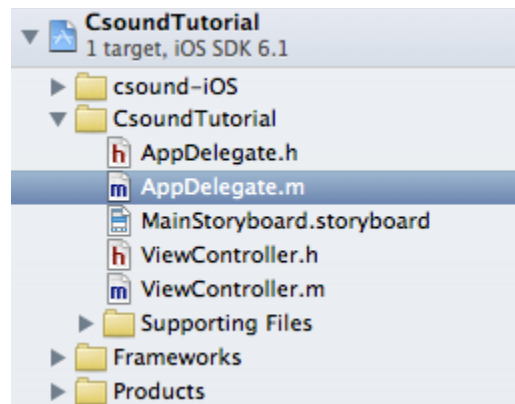 CsoundTutorial
1 target, iOS SDK 6.1
csound-iOS
CsoundTutorial
h AppDelegate.h
m AppDelegate.m
MainStoryboard.storyboard
h ViewController.h
m ViewController.m
Supporting Files
Frameworks
Products